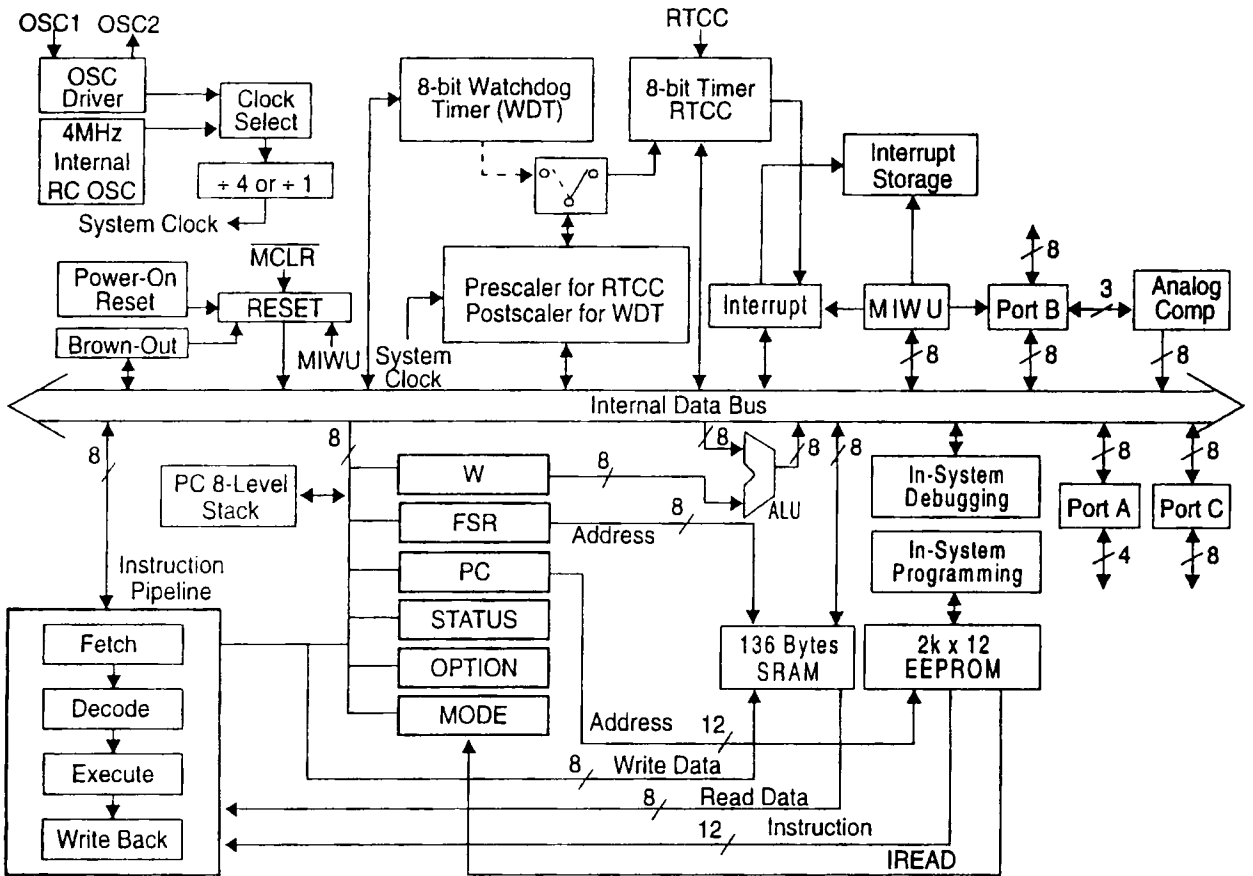 OSC1 OSC2
OSC
Driver
4MHz
Internal
RC OSC
Clock
Select
÷ 4 or ÷ 1
System Clock
8-bit Watchdog
Timer (WDT)
RTCC
8-bit Timer
RTCC
Interrupt
Storage
Power-On
Reset
MCLR
RESET
Brown-Out
MIWU
System
Clock
Prescaler for RTCC
Postscaler for WDT
Interrupt
MIWU
8
8
Port B
8
3
Analog
Comp
8
Internal Data Bus
8
PC 8-Level
Stack
8
W
FSR
PC
STATUS
OPTION
MODE
8
8
Address
8
8
ALU
8
In-System
Debugging
In-System
Programming
8
Port A
4
8
Port C
8
Instruction
Pipeline
Fetch
Decode
Execute
Write Back
136 Bytes
SRAM
2k x 12
EEPROM
Address 12
8 Write Data
8 Read Data
12 Instruction
IREAD